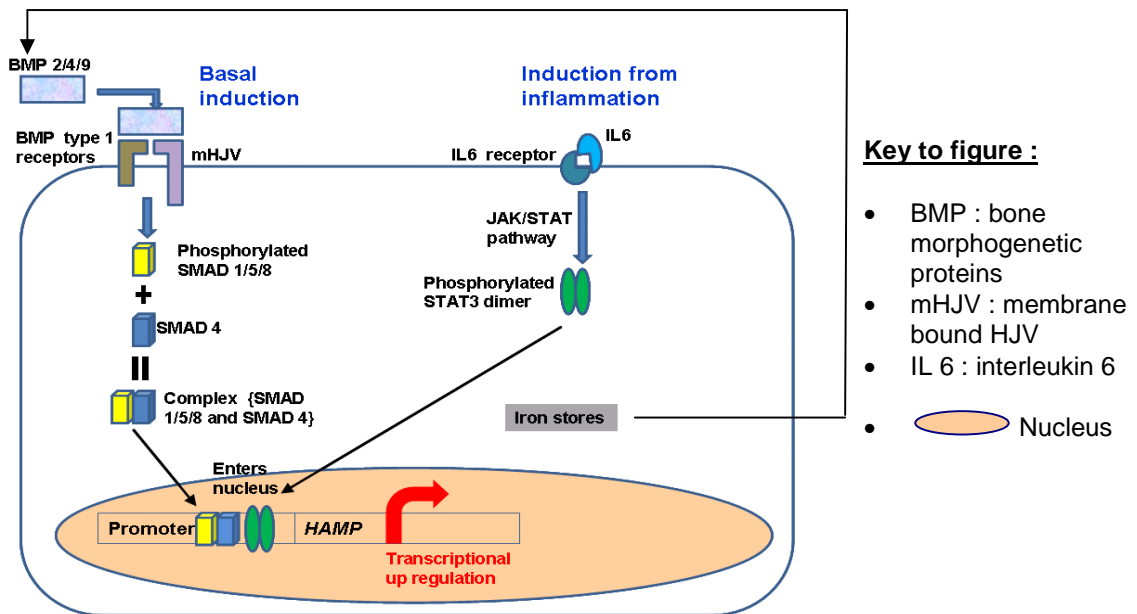 BMP 2/4/9
Basal
induction
BMP type 1
receptors
mHJV
Phosphorylated
SMAD 1/5/8
+
SMAD 4
=
Complex {SMAD
1/5/8 and SMAD 4}
Induction from
inflammation
IL6
IL6 receptor
JAK/STAT
pathway
Phosphorylated
STAT3 dimer
Iron stores
Enters
nucleus
Promoter
HAMP
Transcriptional
up regulation
Key to figure :
• BMP : bone
morphogenetic
proteins
• mHJV : membrane
bound HJV
• IL 6 : interleukin 6
• Nucleus